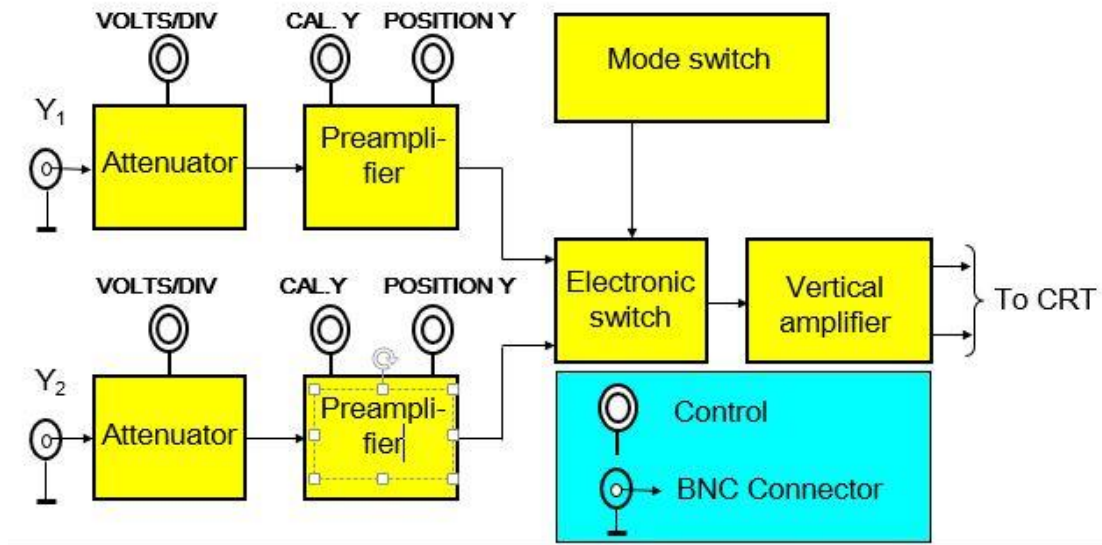 VOLTS/DIV
CAL. Y
POSITION Y
Mode switch
Y1
Attenuator
Preampli-
fier
VOLTS/DIV
CAL.Y
POSITION Y
Electronic
switch
Vertical
amplifier
To CRT
Y2
Attenuator
Preampli-
fier
Control
BNC Connector